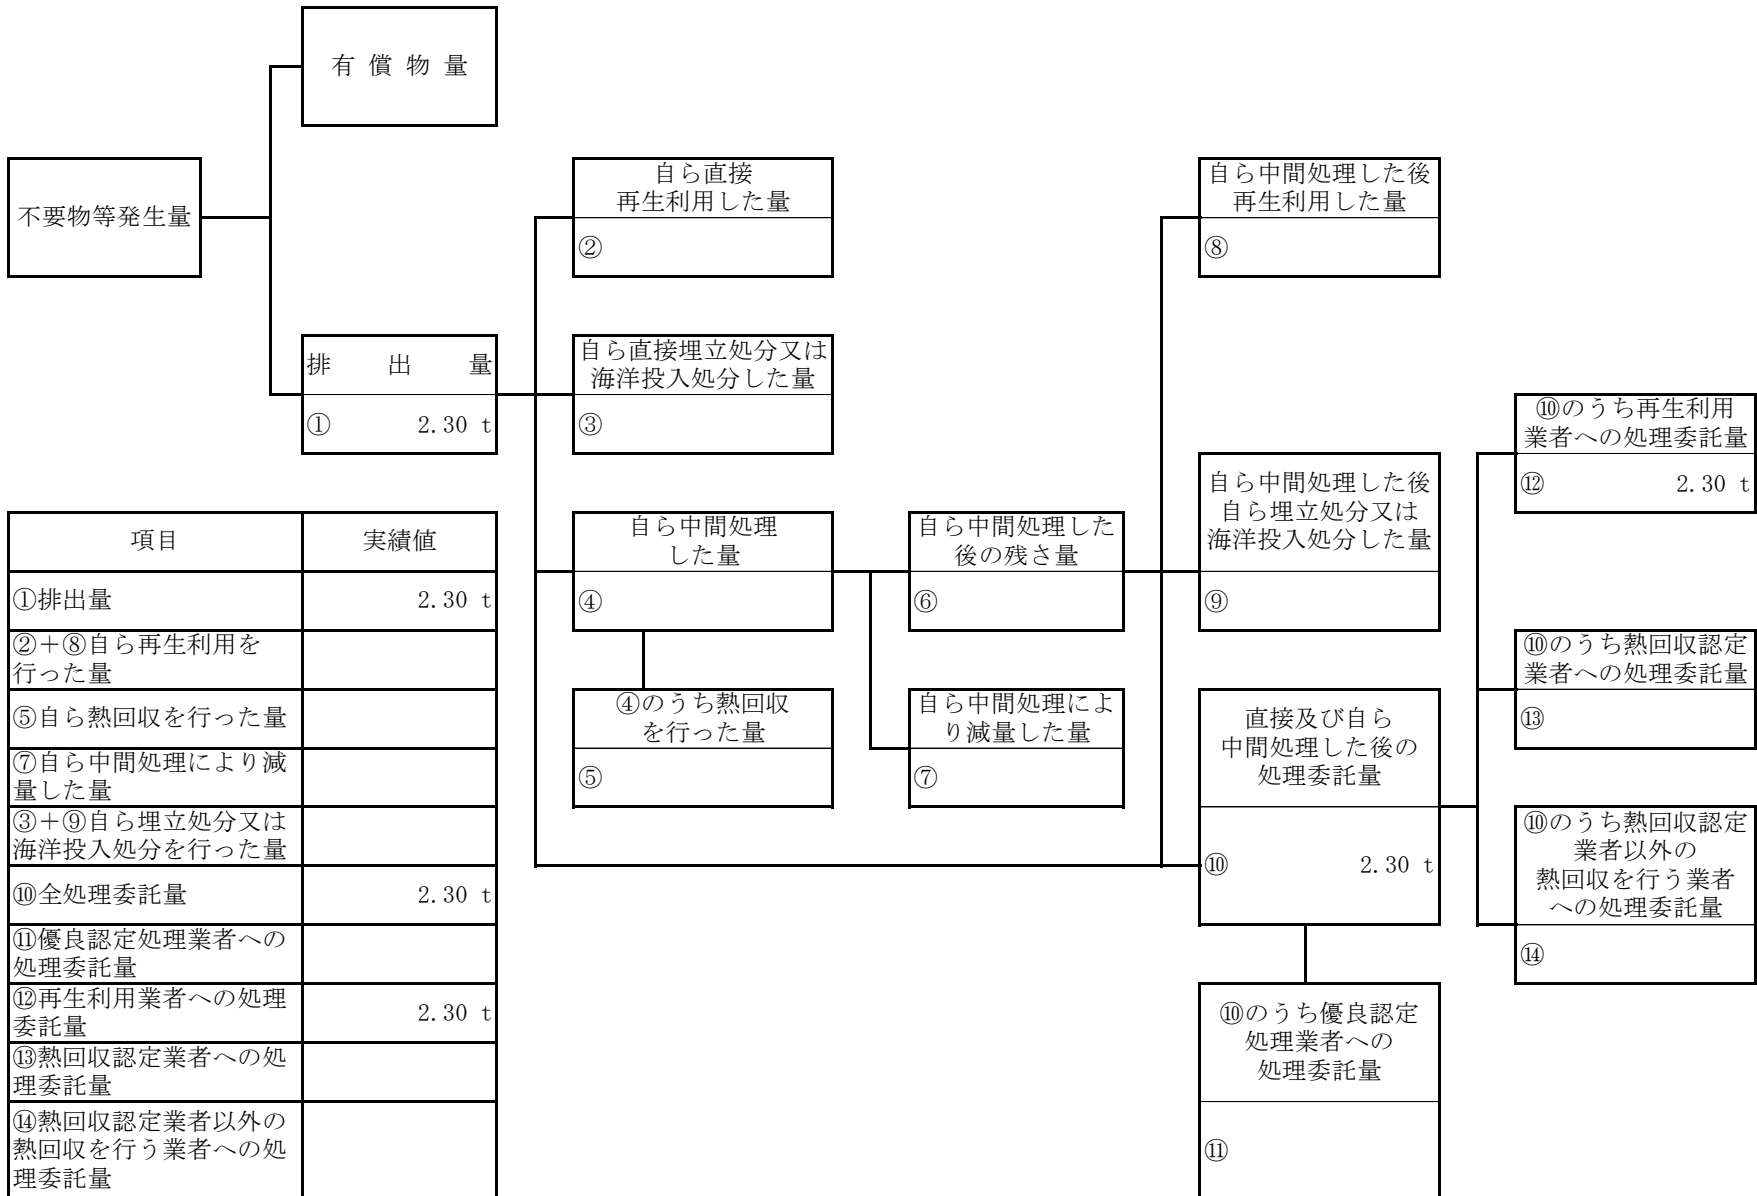 有 償 物 量
不要物等発生量
自ら直接
再生利用した量
②
自ら中間処理した後
再生利用した量
⑧
排 出 量
① 2.30 t
自ら直接埋立処分又は
海洋投入処分した量
③
⑩のうち再生利用
業者への処理委託量
⑫ 2.30 t
自ら中間処理した後
自ら埋立処分又は
海洋投入処分した量
⑨
自ら中間処理
した量
④
自ら中間処理した
後の残さ量
⑥
⑩のうち熱回収認定
業者への処理委託量
⑬
④のうち熱回収
を行った量
⑤
自ら中間処理によ
り減量した量
⑦
直接及び自ら
中間処理した後の
処理委託量
⑩ 2.30 t
⑩のうち熱回収認定
業者以外の
熱回収を行う業者
への処理委託量
⑭
⑩のうち優良認定
処理業者への
処理委託量
⑪
項目 実績値
①排出量 2.30 t
②＋⑧自ら再生利用を
行った量
⑤自ら熱回収を行った量
⑦自ら中間処理により減
量した量
③＋⑨自ら埋立処分又は
海洋投入処分を行った量
⑩全処理委託量 2.30 t
⑪優良認定処理業者への
処理委託量
⑫再生利用業者への処理
委託量 2.30 t
⑬熱回収認定業者への処
理委託量
⑭熱回収認定業者以外の
熱回収を行う業者への処
理委託量